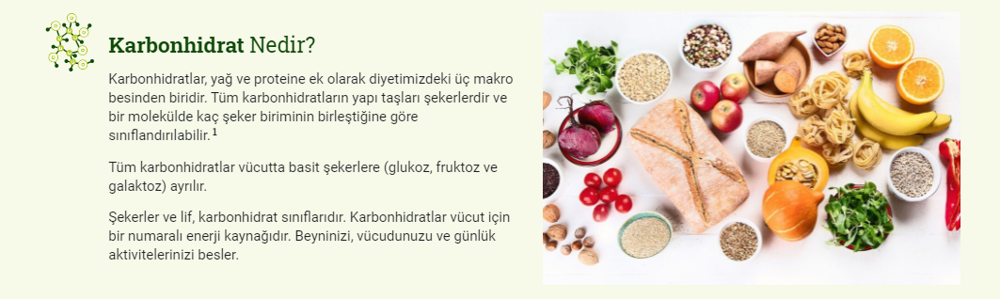 Karbonhidrat Nedir?
Karbonhidratlar, yağ ve proteine ek olarak diyetimizdeki üç makro
besinden biridir. Tüm karbonhidratların yapı taşları şekerlerdir ve
bir molekülde kaç şeker biriminin birleştiğine göre
sınıflandırılabilir.¹
Tüm karbonhidratlar vücutta basit şekerlere (glukoz, fruktoz ve
galaktoz) ayrılır.
Şekerler ve lif, karbonhidrat sınıflarıdır. Karbonhidratlar vücut için
bir numaralı enerji kaynağıdır. Beyninizi, vücudunuzu ve günlük
aktivitelerinizi besler.